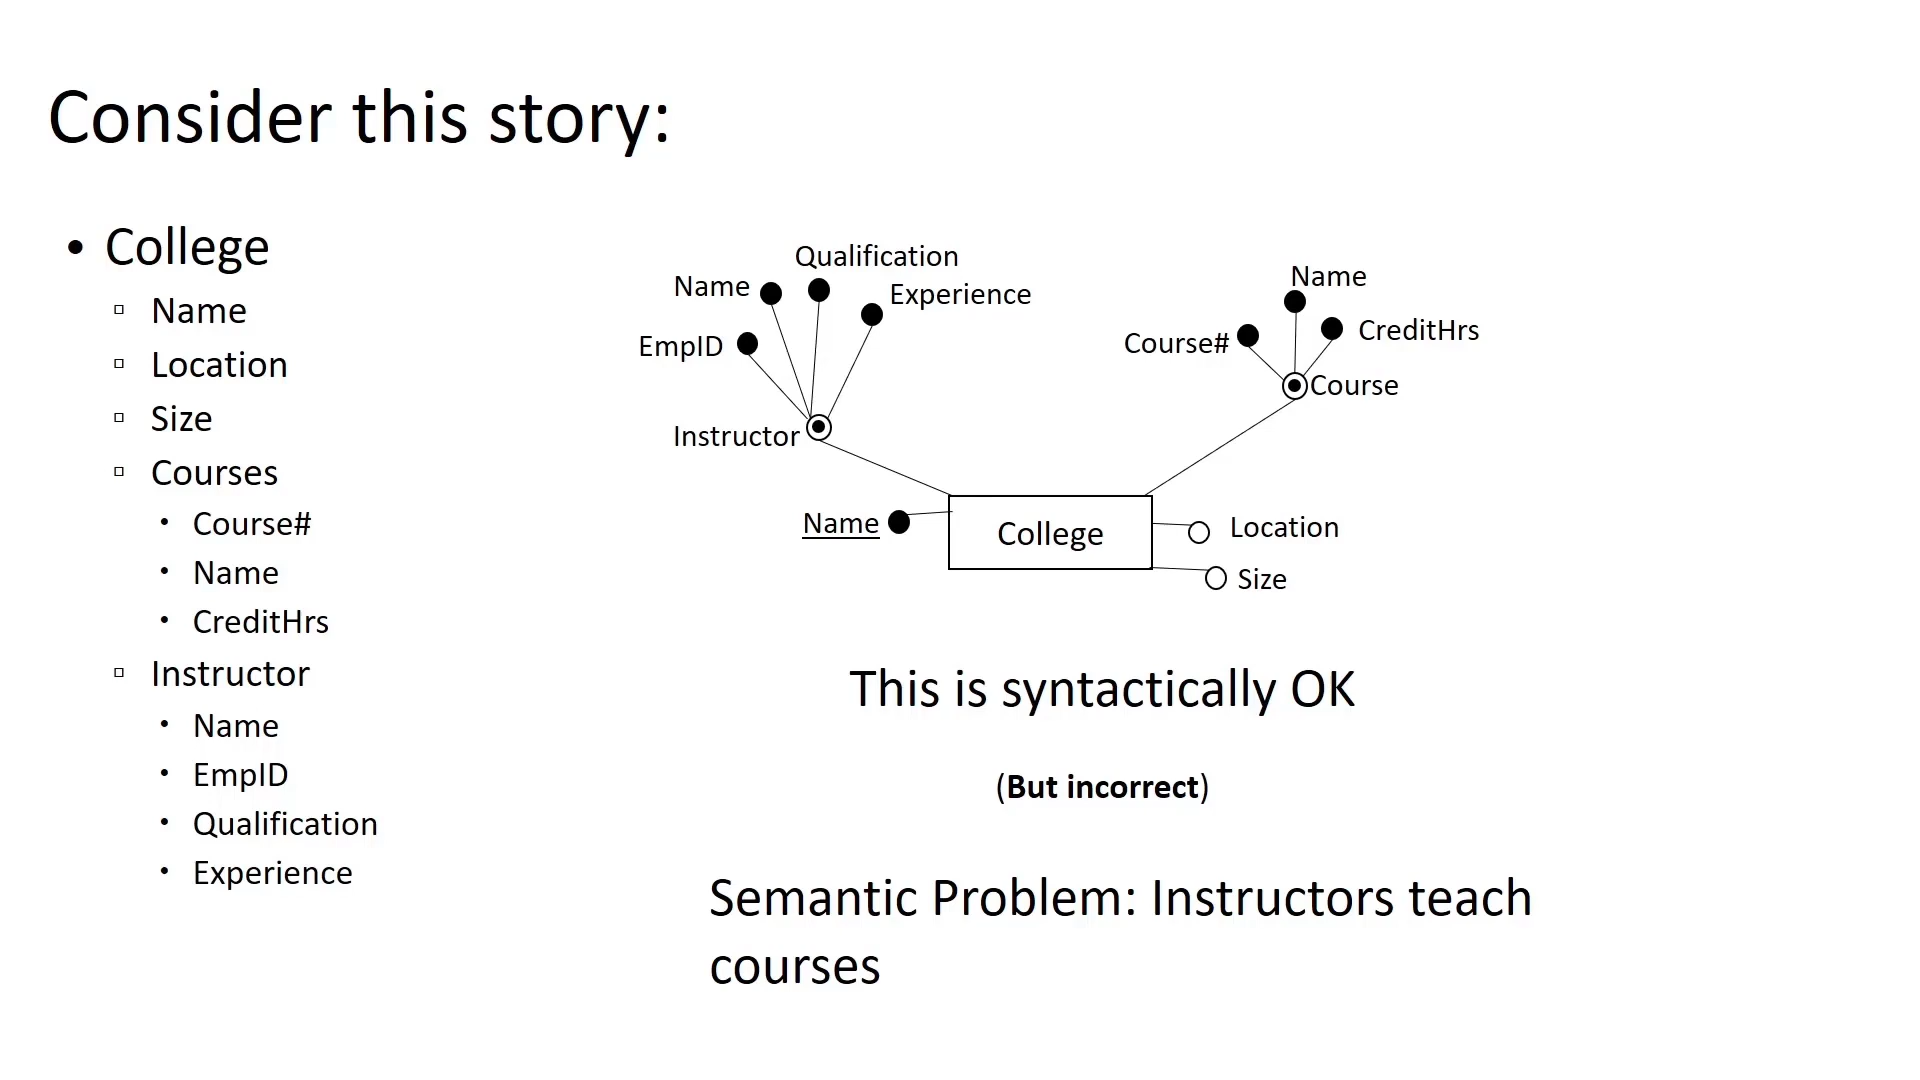 Consider this story:
• College
▫ Name
▫ Location
▫ Size
▫ Courses
• Course#
• Name
• CreditHrs
▫ Instructor
• Name
• EmpID
• Qualification
• Experience
Qualification
Name
Experience
EmpID
Instructor
Name
Course#
CreditHrs
Course
Name
College
Location
Size
This is syntactically OK
(But incorrect)
Semantic Problem: Instructors teach
courses